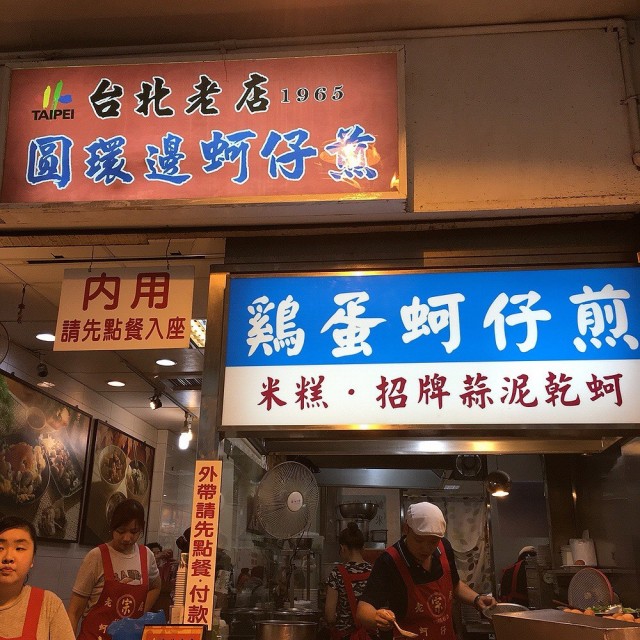 TAIPEI
台北老店1965
圓環邊蚵仔煎
內用
請先點餐入座
鷄蛋蚵仔煎
米糕·招牌蒜泥乾蚵
外帶請先點餐.付款